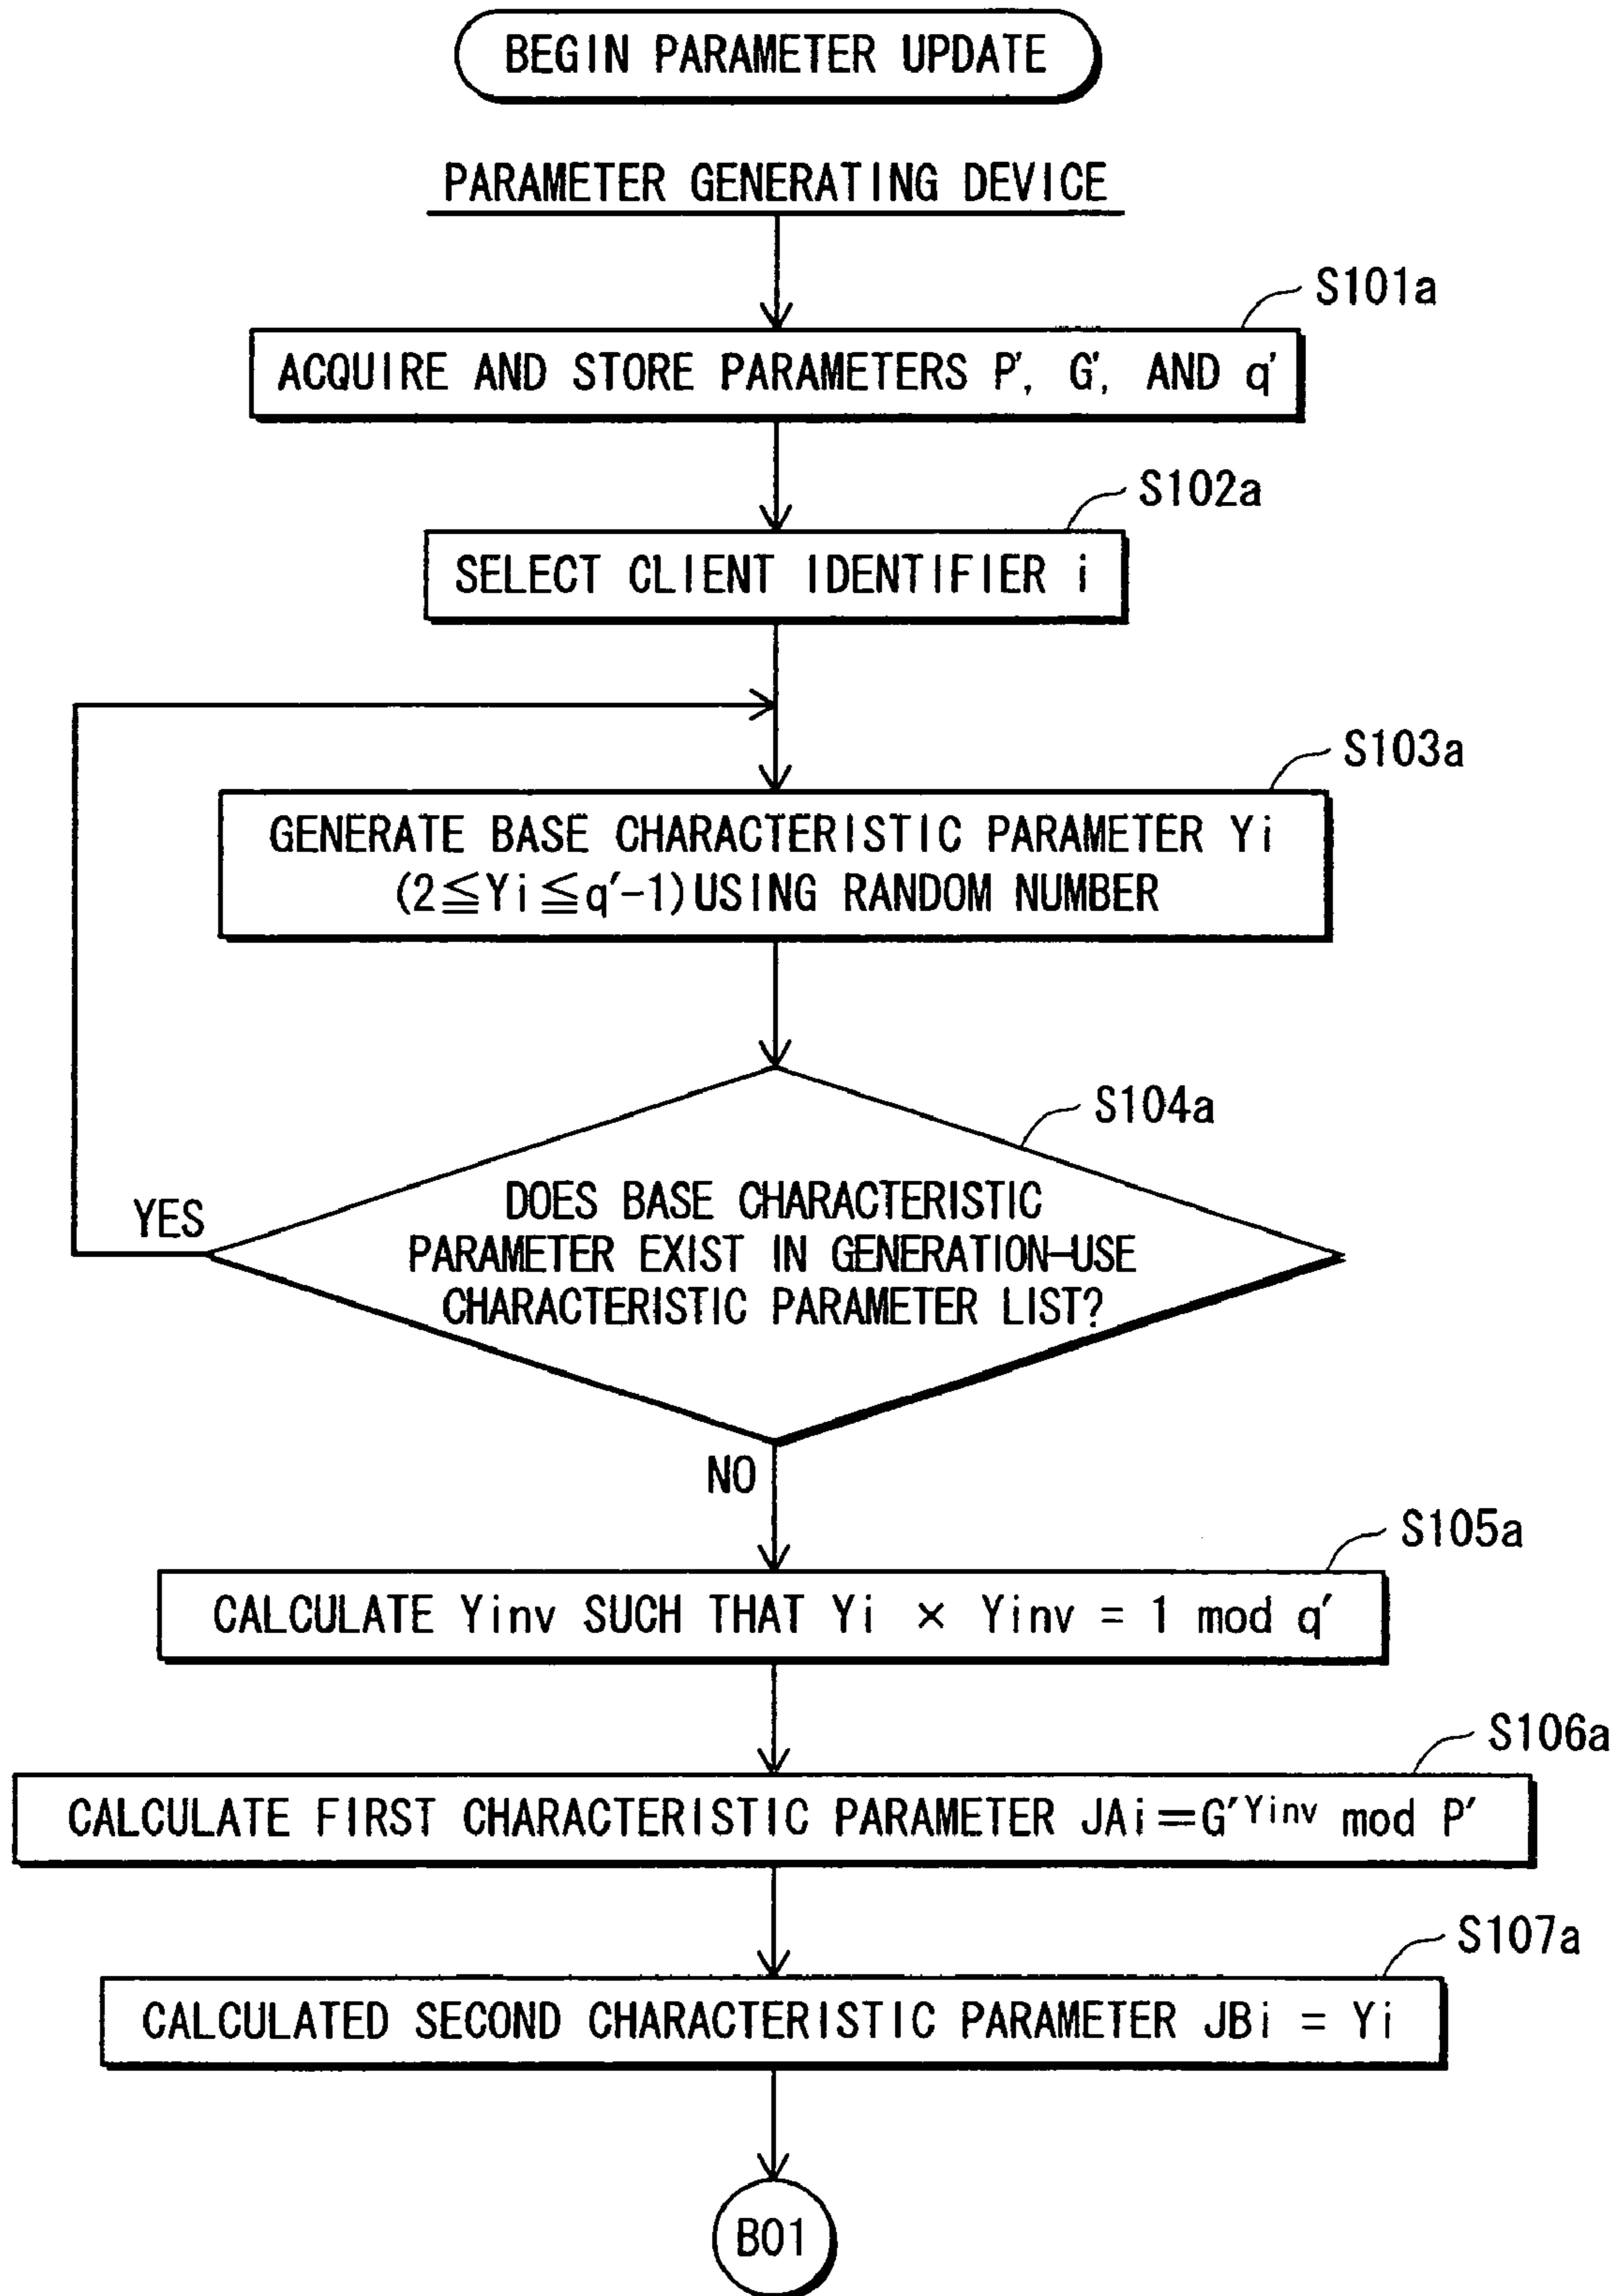 BEGIN PARAMETER UPDATE
PARAMETER GENERATING DEVICE
S101a
ACQUIRE AND STORE PARAMETERS P', G', AND q'
S102a
SELECT CLIENT IDENTIFIER i
S103a
GENERATE BASE CHARACTERISTIC PARAMETER Yi
(2≦Yi≦q'-1)USING RANDOM NUMBER
S104a
DOES BASE CHARACTERISTIC
PARAMETER EXIST IN GENERATION-USE
CHARACTERISTIC PARAMETER LIST?
YES
NO
S105a
CALCULATE Yinv SUCH THAT Yi × Yinv = 1 mod q'
S106a
CALCULATE FIRST CHARACTERISTIC PARAMETER JAi=G'^Yinv mod P'
S107a
CALCULATED SECOND CHARACTERISTIC PARAMETER JBi = Yi
B01